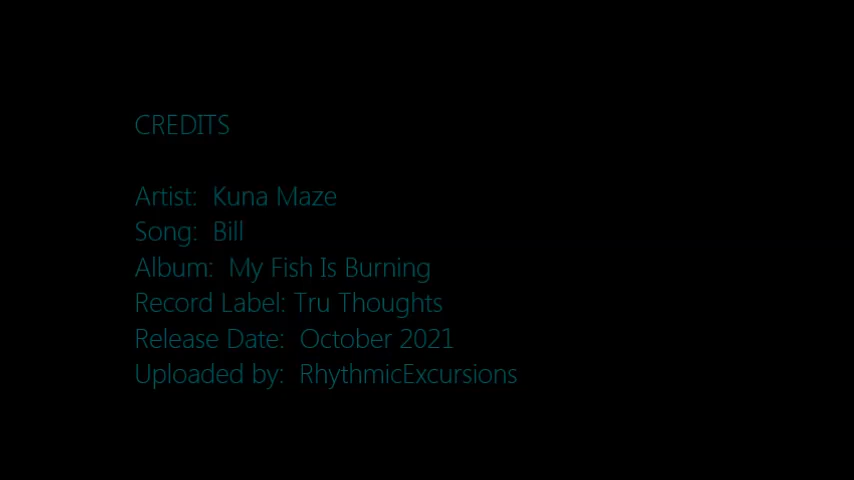 CREDITS
Artist:  Kuna Maze
Song:  Bill
Album:  My Fish Is Burning
Record Label: Tru Thoughts
Release Date:  October 2021
Uploaded by:  RhythmicExcursions